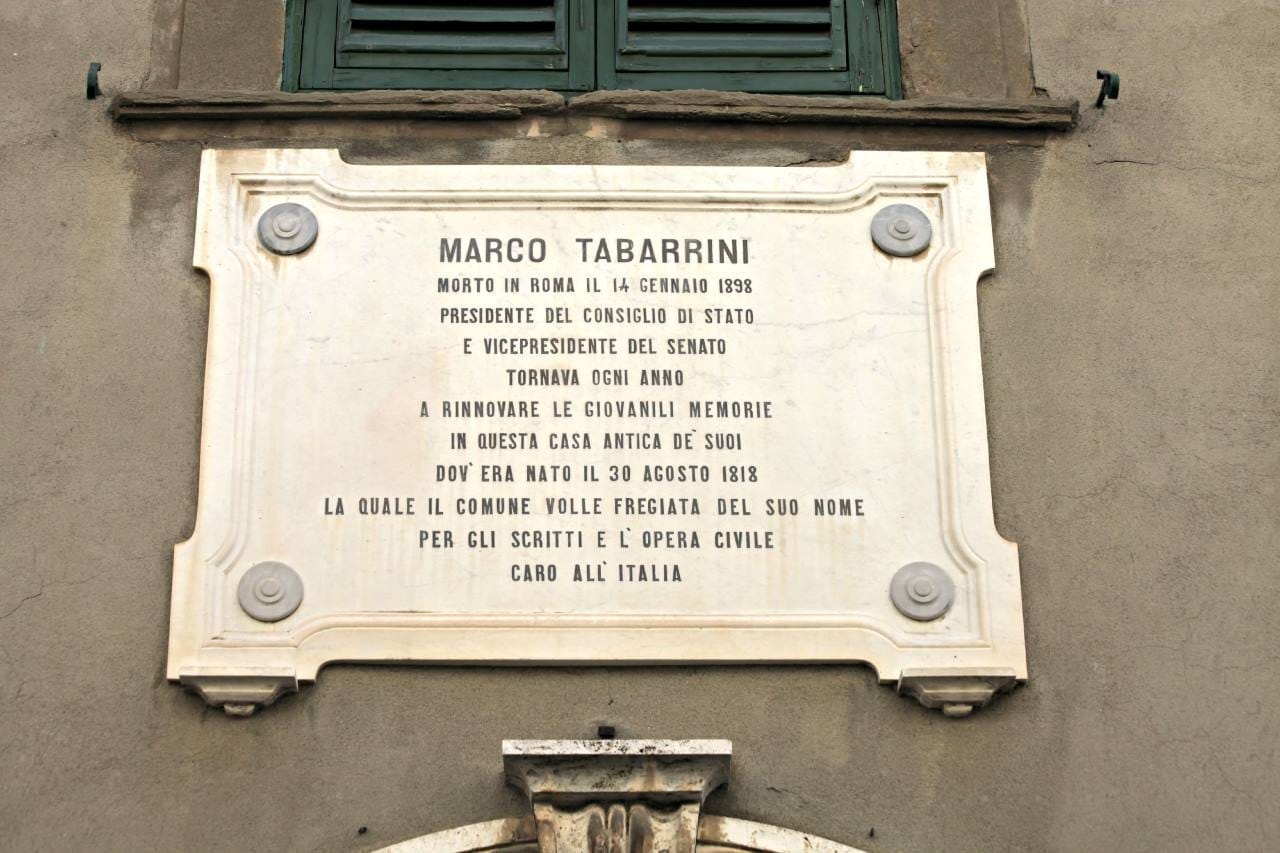 MARCO TABARRINI
MORTO IN ROMA IL 14 GENNAIO 1898
PRESIDENTE DEL CONSIGLIO DI STATO
E VICEPRESIDENTE DEL SENATO
TORNAVA OGNI ANNO
A RINNOVARE LE GIOVANILI MEMORIE
IN QUESTA CASA ANTICA DE' SUOI
DOV'ERA NATO IL 30 AGOSTO 1818
LA QUALE IL COMUNE VOLLE FREGIATA DEL SUO NOME
PER GLI SCRITTI E L'OPERA CIVILE
CARO ALL'ITALIA